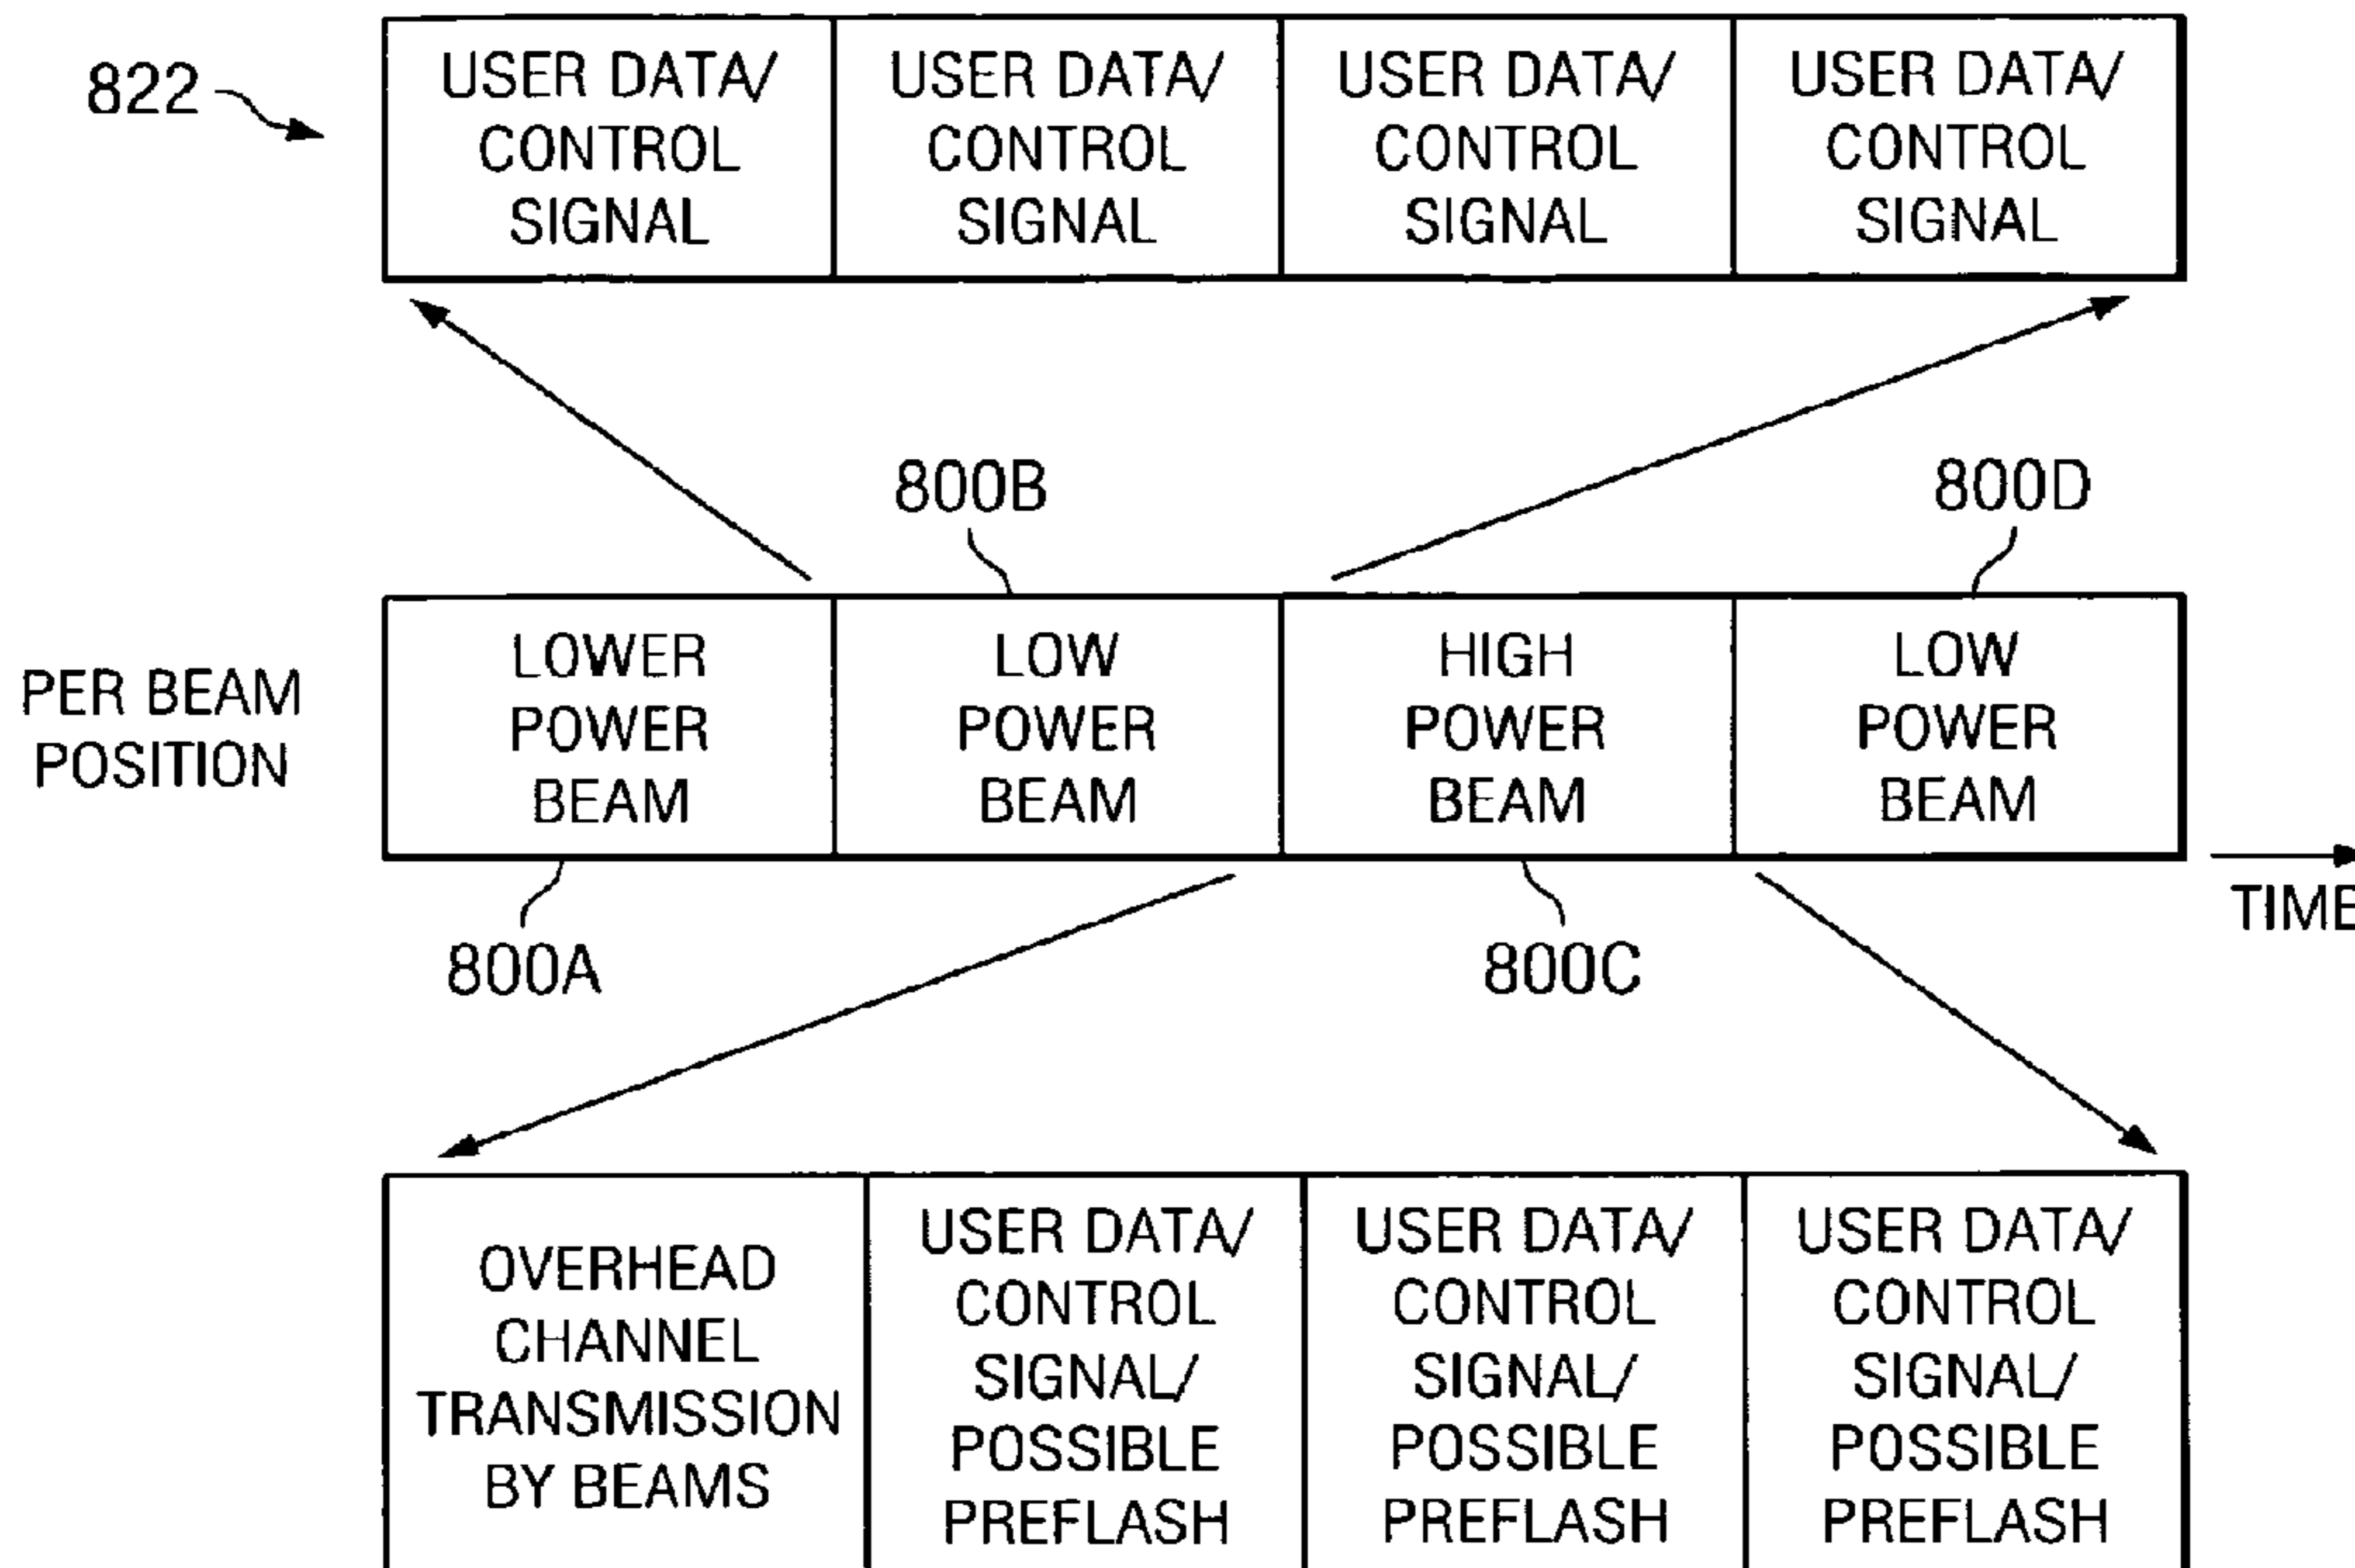 822
USER DATA/
CONTROL
SIGNAL
USER DATA/
CONTROL
SIGNAL
USER DATA/
CONTROL
SIGNAL
USER DATA/
CONTROL
SIGNAL
800B
800D
PER BEAM
POSITION
LOWER
POWER
BEAM
LOW
POWER
BEAM
HIGH
POWER
BEAM
LOW
POWER
BEAM
TIME
800A
800C
OVERHEAD
CHANNEL
TRANSMISSION
BY BEAMS
USER DATA/
CONTROL
SIGNAL/
POSSIBLE
PREFLASH
USER DATA/
CONTROL
SIGNAL/
POSSIBLE
PREFLASH
USER DATA/
CONTROL
SIGNAL/
POSSIBLE
PREFLASH